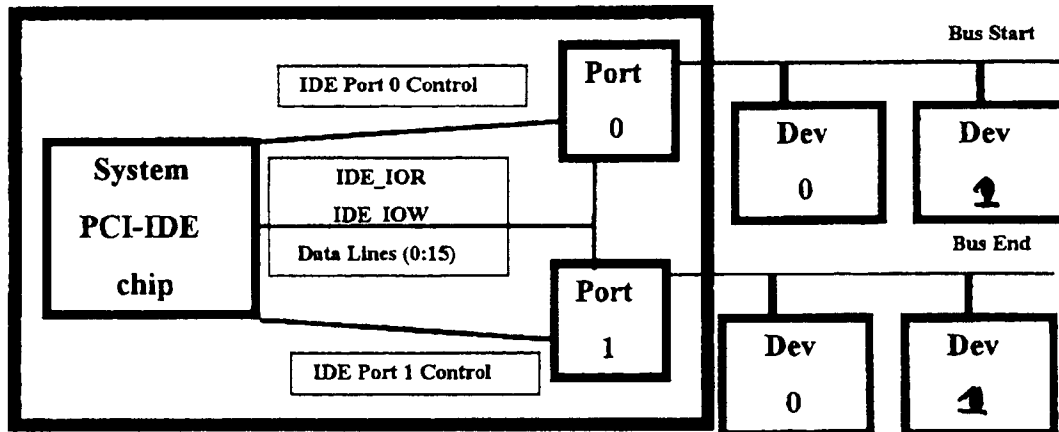 Bus Start
IDE Port 0 Control
Port
0
Dev
0
Dev
1
System
PCI-IDE
chip
IDE_IOR
IDE_IOW
Data Lines (0:15)
Bus End
Port
1
IDE Port 1 Control
Dev
0
Dev
1